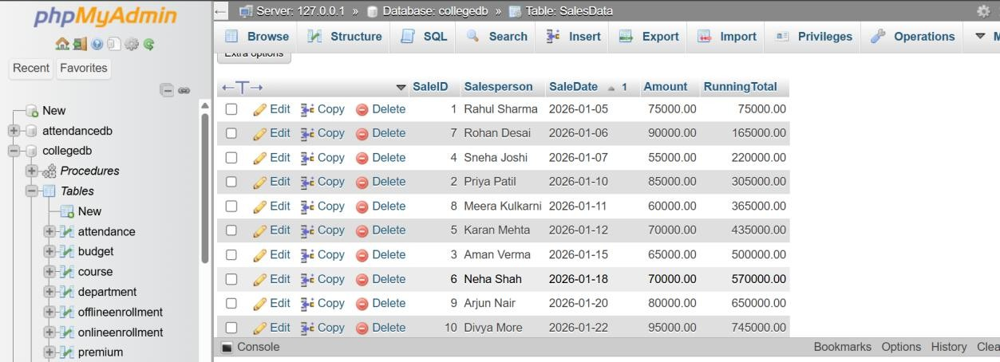 phpMyAdmin
Recent Favorites
New
attendancedb
collegedb
Procedures
Tables
New
attendance
budget
course
department
offlineenrollment
onlineenrollment
premium
Server: 127.0.0.1 » Database: collegedb » Table: SalesData
Browse Structure SQL Search Insert Export Import Privileges Operations M
Extra options
SaleID Salesperson SaleDate 1 Amount RunningTotal
Edit Copy Delete 1 Rahul Sharma 2026-01-05 75000.00 75000.00
Edit Copy Delete 7 Rohan Desai 2026-01-06 90000.00 165000.00
Edit Copy Delete 4 Sneha Joshi 2026-01-07 55000.00 220000.00
Edit Copy Delete 2 Priya Patil 2026-01-10 85000.00 305000.00
Edit Copy Delete 8 Meera Kulkarni 2026-01-11 60000.00 365000.00
Edit Copy Delete 5 Karan Mehta 2026-01-12 70000.00 435000.00
Edit Copy Delete 3 Aman Verma 2026-01-15 65000.00 500000.00
Edit Copy Delete 6 Neha Shah 2026-01-18 70000.00 570000.00
Edit Copy Delete 9 Arjun Nair 2026-01-20 80000.00 650000.00
Edit Copy Delete 10 Divya More 2026-01-22 95000.00 745000.00
Console Bookmarks Options History Clea